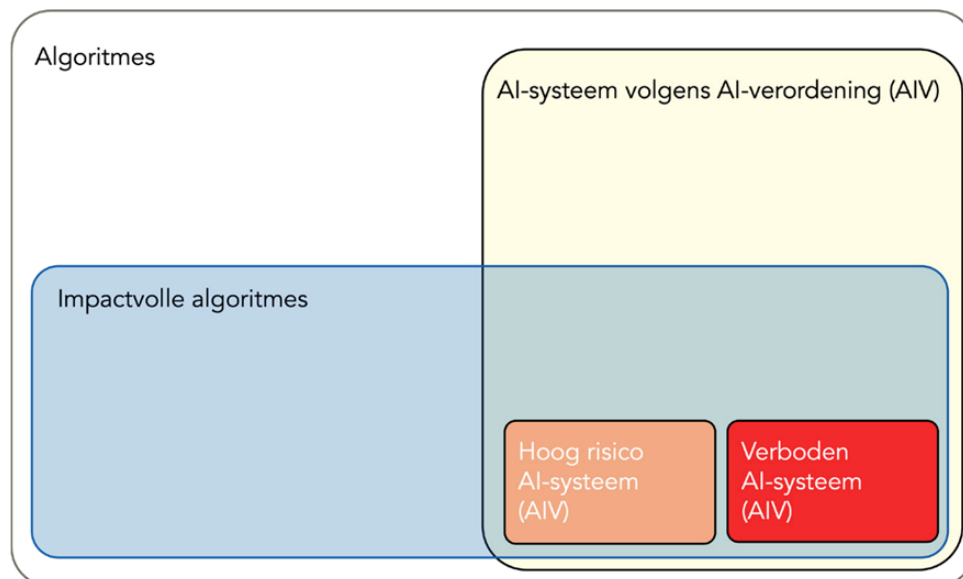 Algoritmes
AI-systeem volgens AI-verordening (AIV)
Impactvolle algoritmes
Hoog risico
AI-systeem
(AIV)
Verboden
AI-systeem
(AIV)